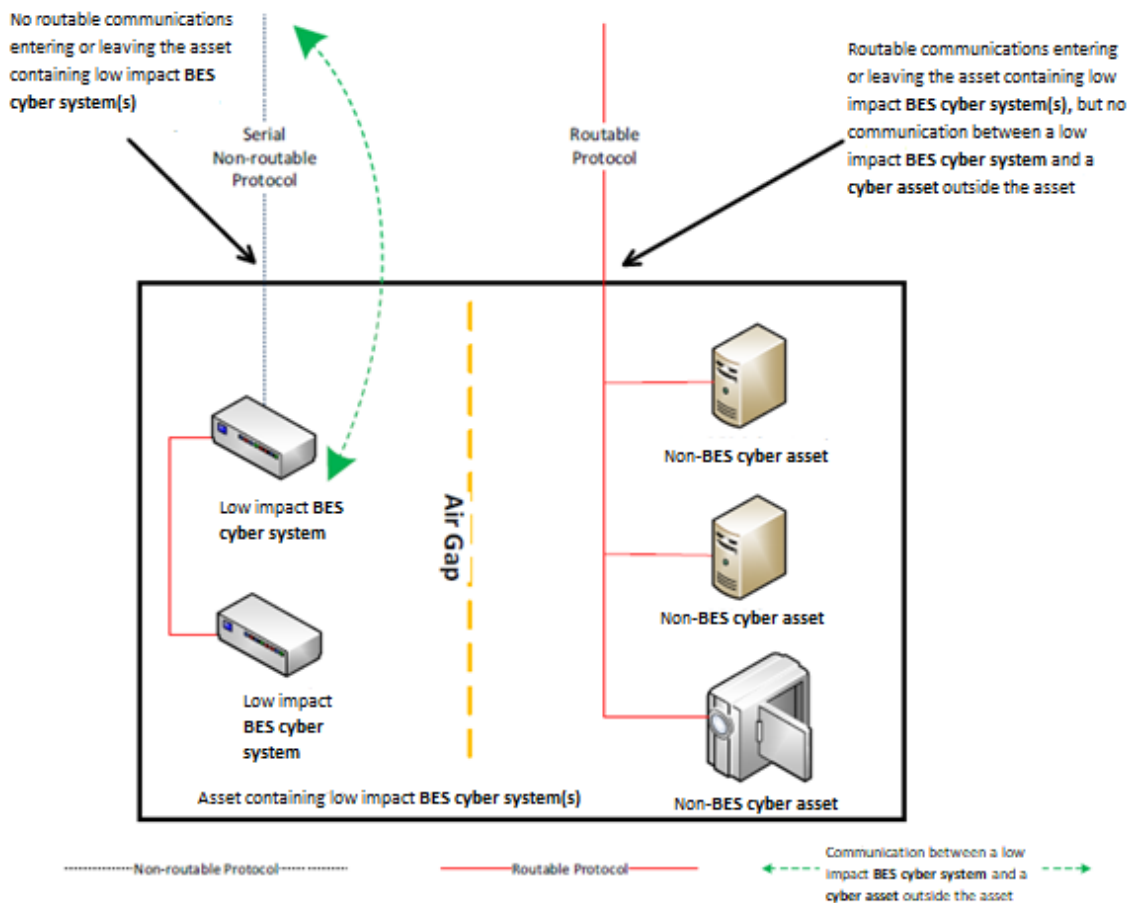 No routable communications
entering or leaving the asset
containing low impact BES
cyber system(s)
Serial
Non-routable
Protocol
Routable
Protocol
Routable communications entering
or leaving the asset containing low
impact BES cyber system(s), but no
communication between a low
impact BES cyber system and a
cyber asset outside the asset
Low impact BES
cyber system
Low impact
BES cyber
system
Air Gap
Non-BES cyber asset
Non-BES cyber asset
Non-BES cyber asset
Asset containing low impact BES cyber system(s)
Non-routable Protocol
Routable Protocol
Communication between a low
impact BES cyber system and a
cyber asset outside the asset